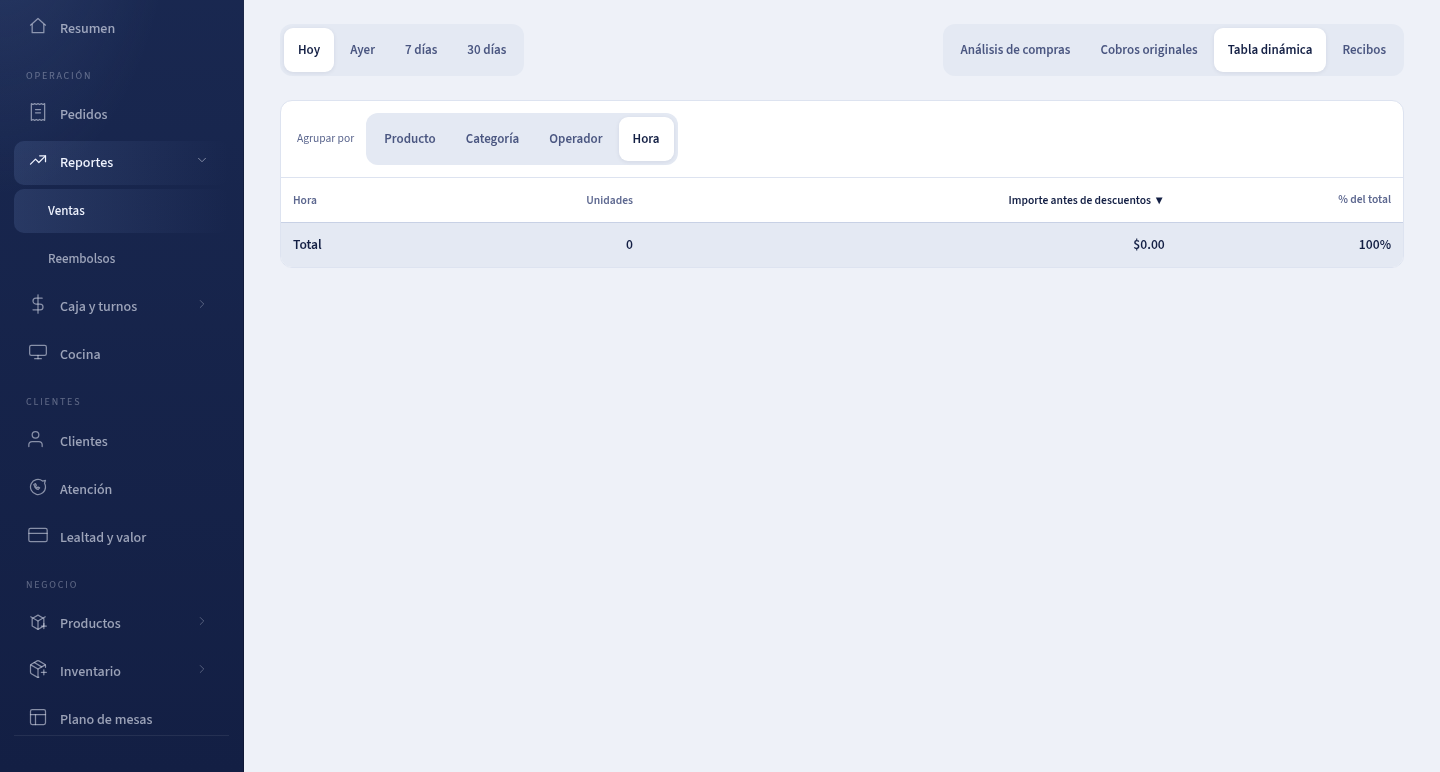 Resumen
OPERACIÓN
Pedidos
Reportes
Ventas
Reembolsos
Caja y turnos
Cocina
CLIENTES
Clientes
Atención
Lealtad y valor
NEGOCIO
Productos
Inventario
Plano de mesas
Hoy Ayer 7 días 30 días
Análisis de compras Cobros originales Tabla dinámica Recibos
Agrupar por Producto Categoría Operador Hora
Hora Unidades Importe antes de descuentos ▼ % del total
Total 0 $0.00 100%